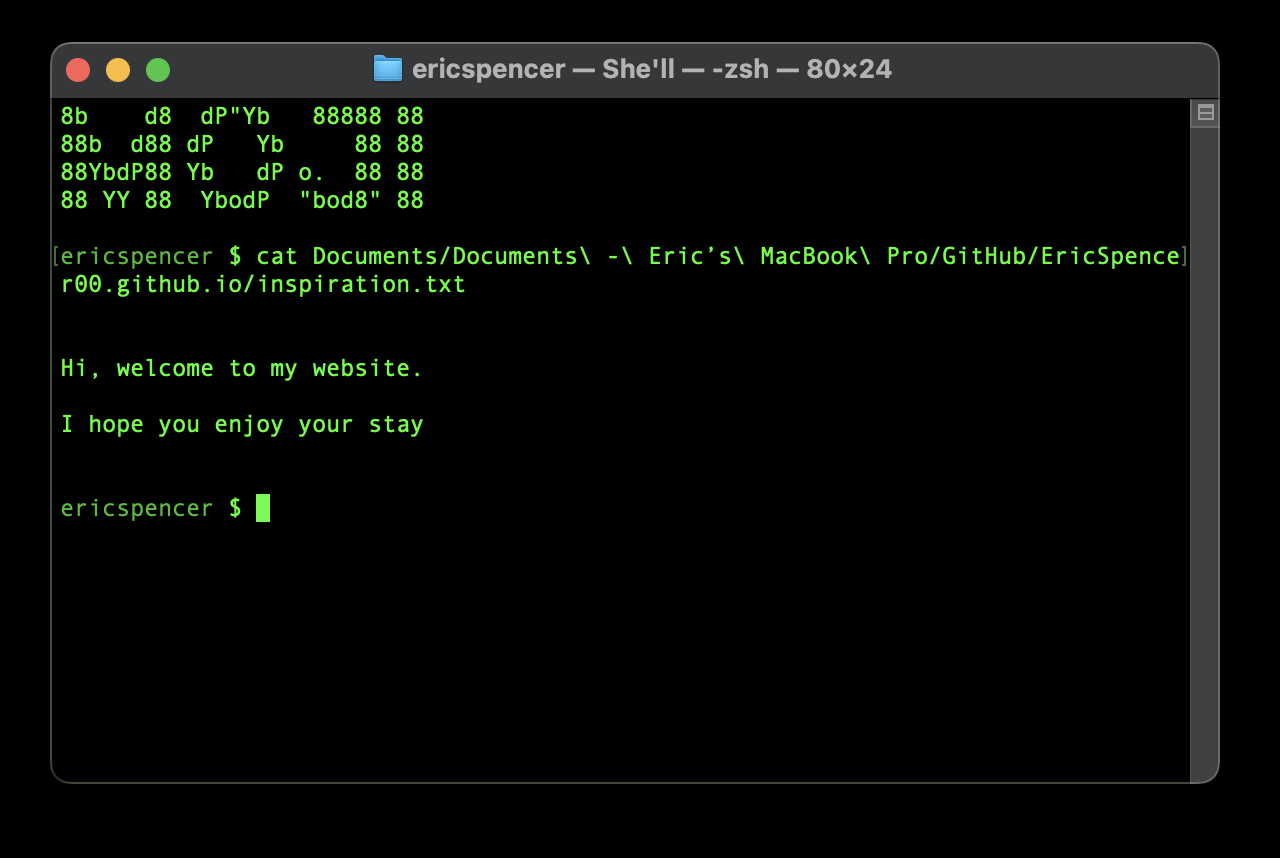 ericspencer — She'll — -zsh — 80×24
8b    d8  dP"Yb   88888 88
88b  d88 dP   Yb     88 88
88YbdP88 Yb   dP o.  88 88
88 YY 88  YbodP  "bod8" 88
ericspencer $ cat Documents/Documents\ -\ Eric’s\ MacBook\ Pro/GitHub/EricSpence
r00.github.io/inspiration.txt
Hi, welcome to my website.
I hope you enjoy your stay
ericspencer $